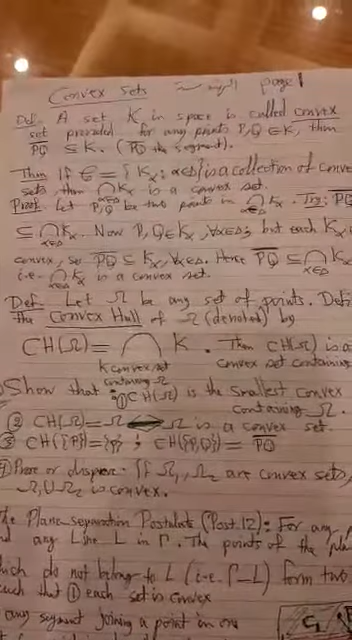 Convex Sets page 1
Def. A set K in space is called convex
set provided for any points P,Q ∈ K, then
PQ ⊆ K. (PQ the segment).
Thm If 𝒞 = {Kα; α∈Δ} is a collection of conve
sets, then ∩Kα is a convex set.
α∈Δ
Proof. Let P,Q be two points in ∩Kα. Try: PQ
α∈Δ
⊆ ∩Kα. Now P,Q ∈ Kα, ∀α∈Δ; but each Kα
α∈Δ
convex, so PQ ⊆ Kα, ∀α∈Δ. Hence PQ ⊆ ∩Kα
α∈Δ
i.e. ∩Kα is a convex set.
α∈Δ
Def. Let Ω be any set of points. Defi
the Convex Hull of Ω (denoted) by
CH(Ω) = ∩ K . Then CH(Ω) is a
K convex set convex set containing
containing Ω
Show that ① CH(Ω) is the smallest convex
containing Ω.
② CH(Ω) = Ω ⟺ Ω is a convex set.
③ CH({P}) = {P} ; CH({P,Q}) = PQ
④ Prove or disprove: If Ω₁, Ω₂ are convex sets,
Ω₁ ∪ Ω₂ is convex.
The Plane separation Postulate (Post. 12): For any
any Line L in Γ. The points of the pla
hich do not belong to L (i.e. Γ-L) form two
such that ① each set is convex
any segment joining a point in one